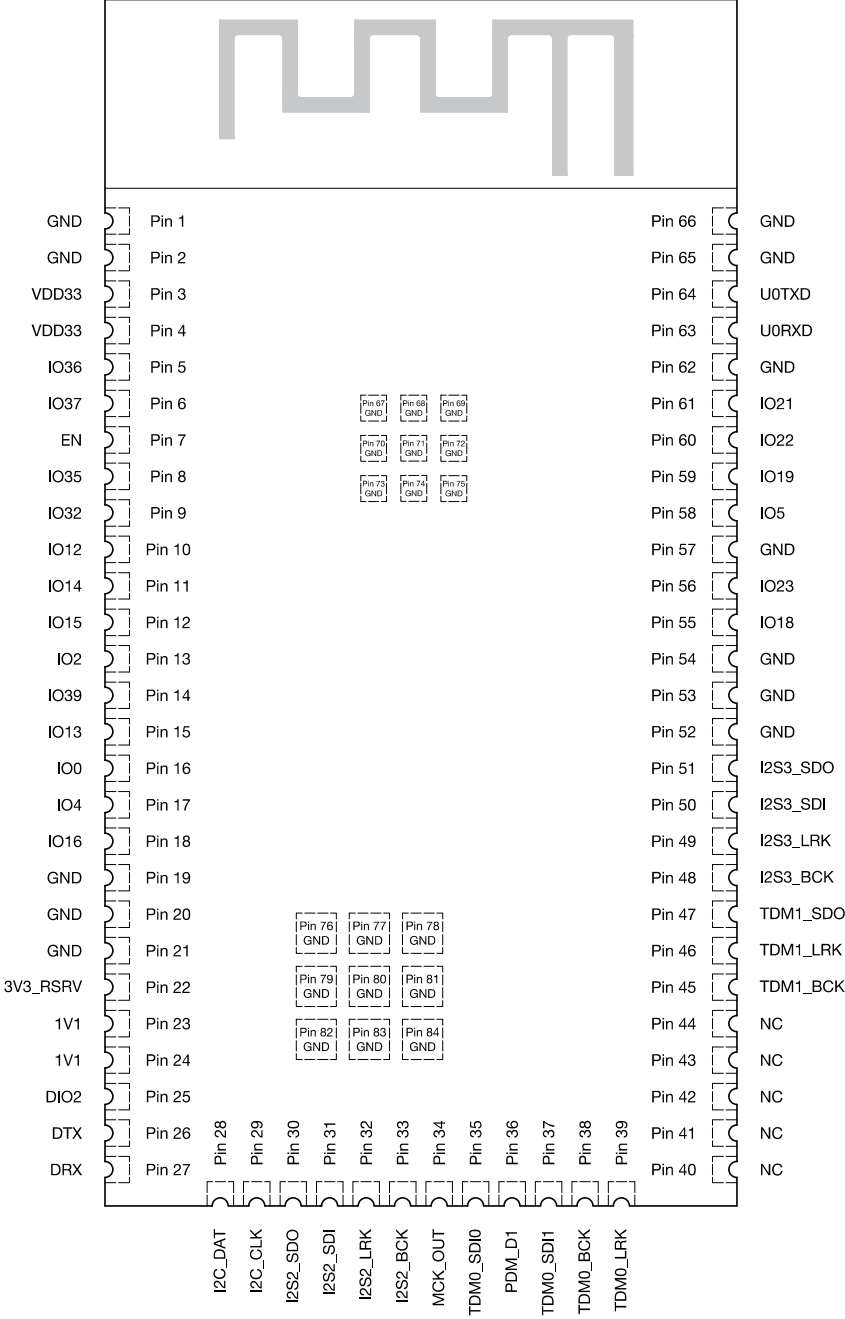 GND Pin 1 Pin 66 GND
GND Pin 2 Pin 65 GND
VDD33 Pin 3 Pin 64 U0TXD
VDD33 Pin 4 Pin 63 U0RXD
IO36 Pin 5 Pin 62 GND
IO37 Pin 6 Pin 67 Pin 68 Pin 69 Pin 61 IO21
GND GND GND
EN Pin 7 Pin 70 Pin 71 Pin 72 Pin 60 IO22
GND GND GND
IO35 Pin 8 Pin 73 Pin 74 Pin 75 Pin 59 IO19
GND GND GND
IO32 Pin 9 Pin 58 IO5
IO12 Pin 10 Pin 57 GND
IO14 Pin 11 Pin 56 IO23
IO15 Pin 12 Pin 55 IO18
IO2 Pin 13 Pin 54 GND
IO39 Pin 14 Pin 53 GND
IO13 Pin 15 Pin 52 GND
IO0 Pin 16 Pin 51 I2S3_SDO
IO4 Pin 17 Pin 50 I2S3_SDI
IO16 Pin 18 Pin 49 I2S3_LRK
GND Pin 19 Pin 48 I2S3_BCK
GND Pin 20 Pin 76 Pin 77 Pin 78 Pin 47 TDM1_SDO
GND GND GND
GND Pin 21 Pin 46 TDM1_LRK
3V3_RSRV Pin 22 Pin 79 Pin 80 Pin 81 Pin 45 TDM1_BCK
GND GND GND
1V1 Pin 23 Pin 82 Pin 83 Pin 84 Pin 44 NC
GND GND GND
1V1 Pin 24 Pin 43 NC
DIO2 Pin 25 Pin 42 NC
DTX Pin 26 Pin 41 NC
DRX Pin 27 Pin 40 NC
Pin 28 Pin 29 Pin 30 Pin 31 Pin 32 Pin 33 Pin 34 Pin 35 Pin 36 Pin 37 Pin 38 Pin 39
I2C_DAT I2C_CLK I2S2_SDO I2S2_SDI I2S2_LRK I2S2_BCK MCK_OUT TDM0_SDI0 PDM_D1 TDM0_SDI1 TDM0_BCK TDM0_LRK